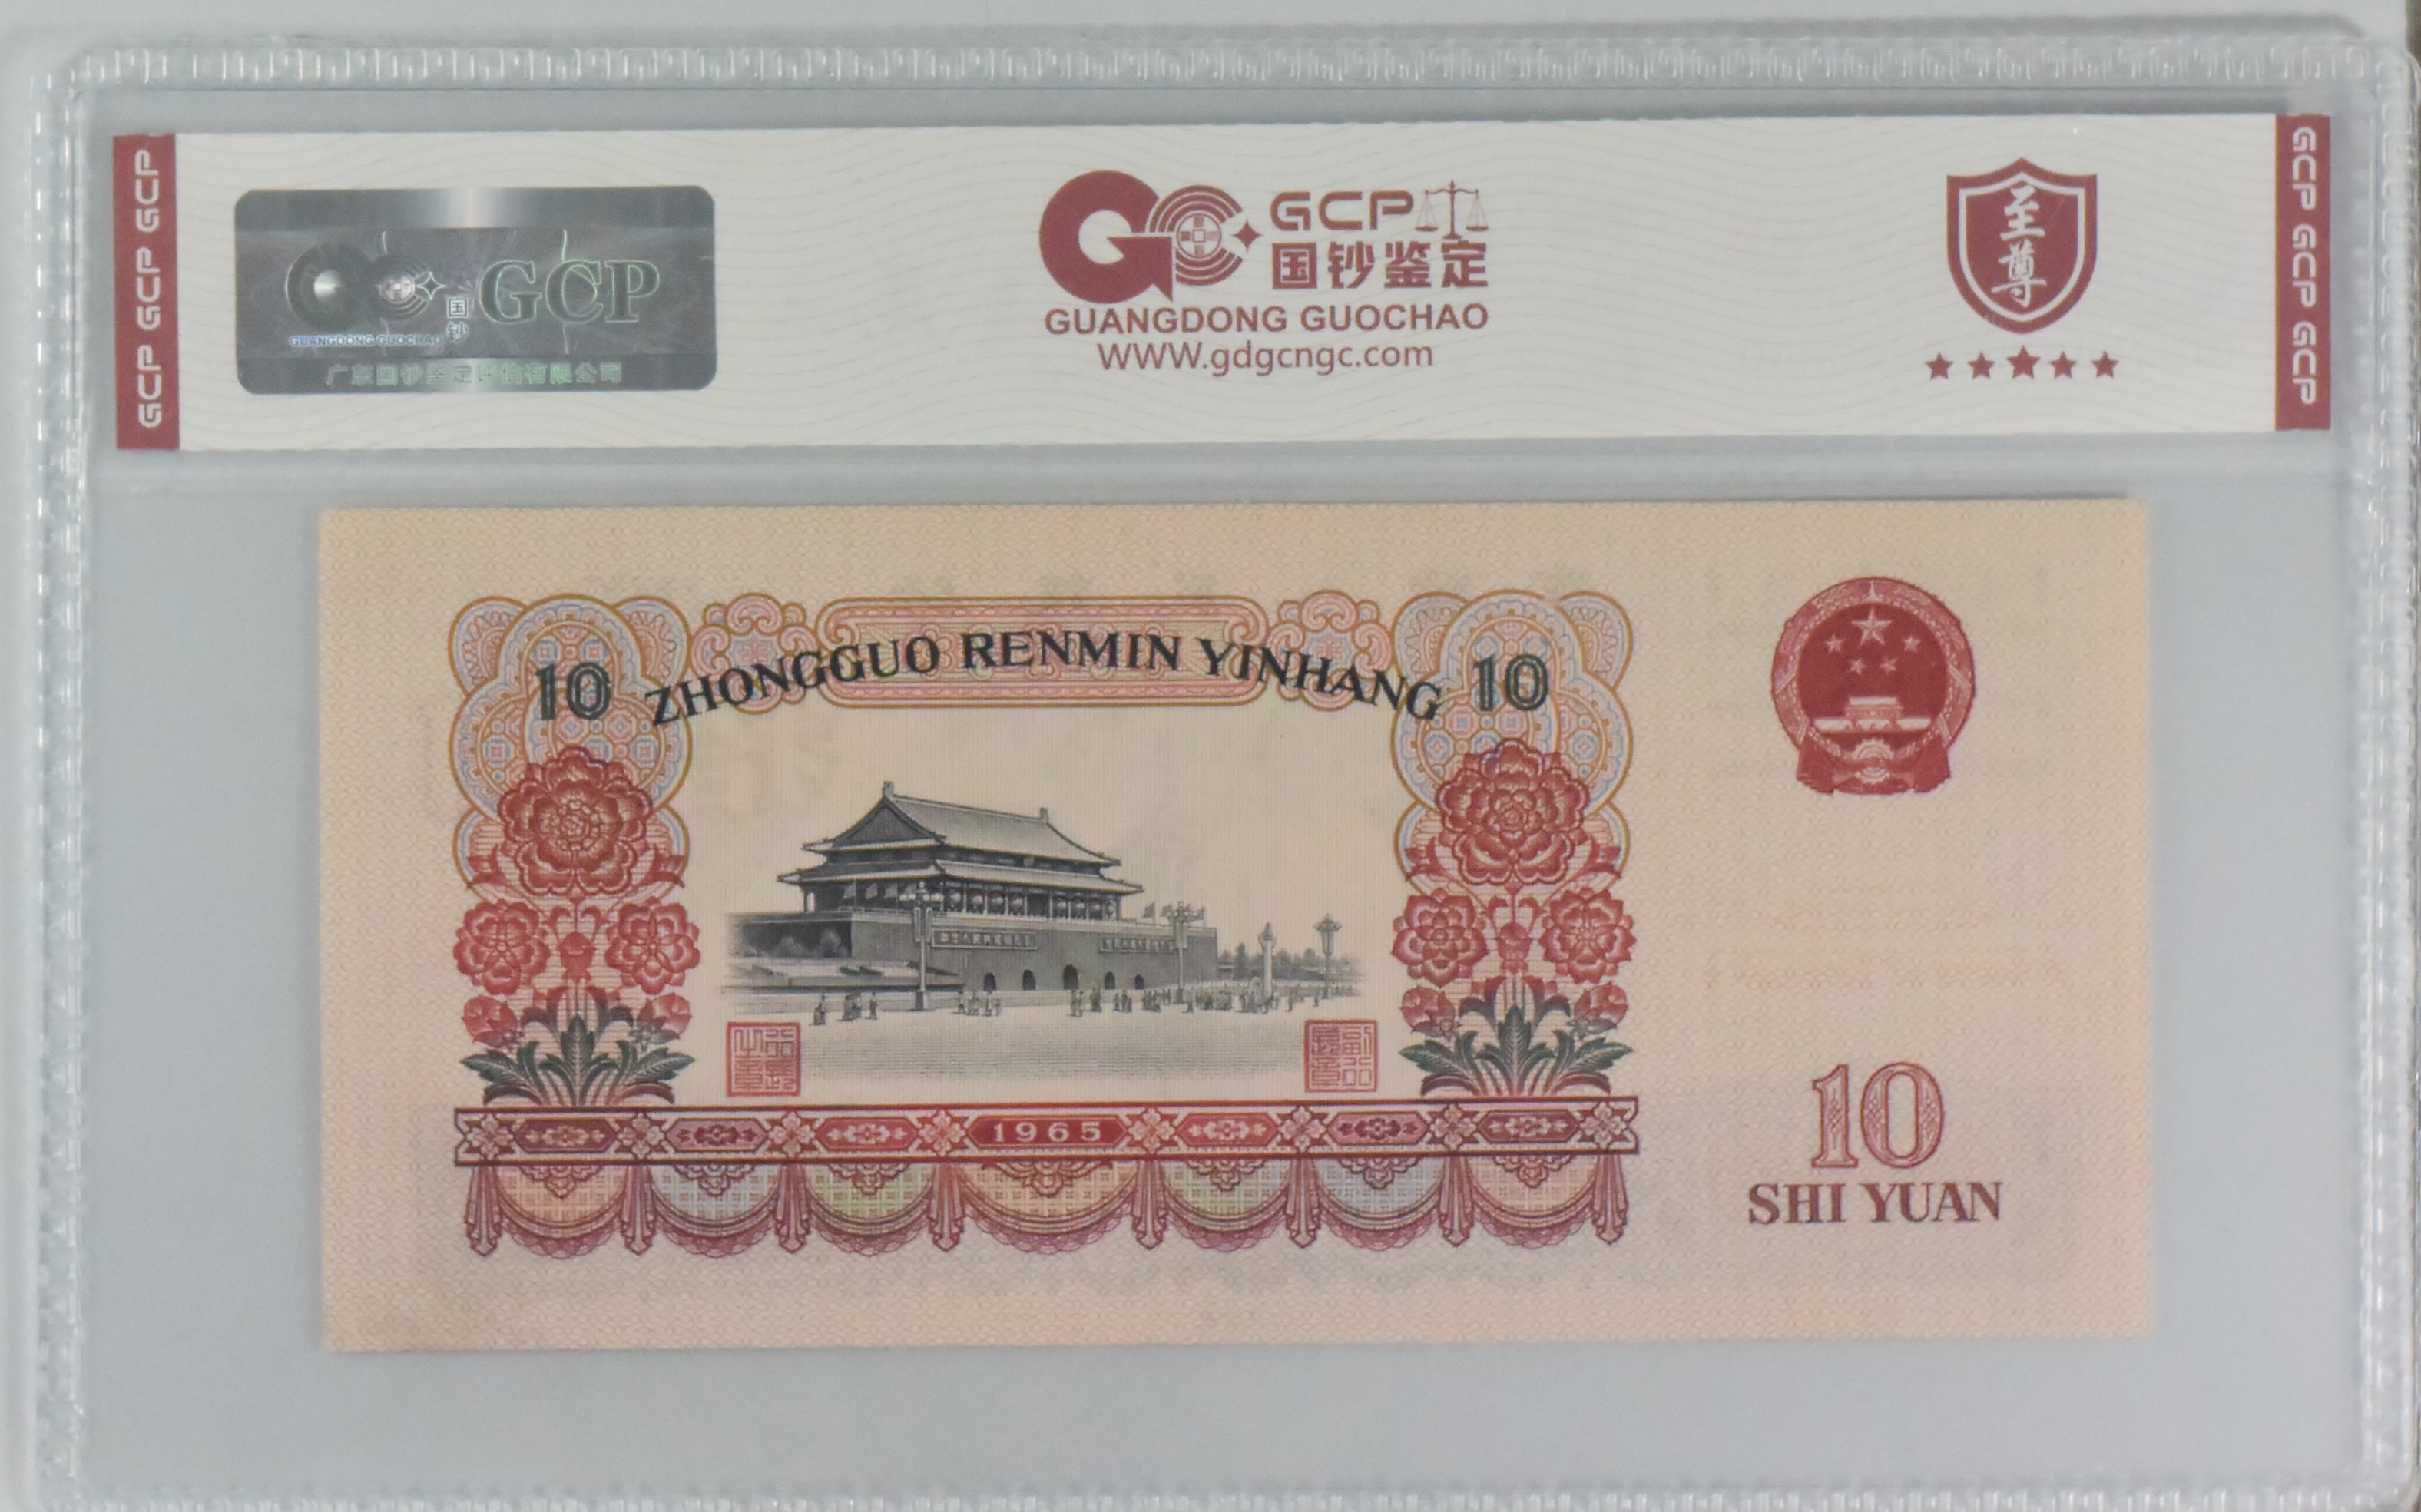 GCP GCP GCP
国钞
GCP
GUANGDONG GUOCHAO
广东国钞鉴定评估有限公司
GCP
国钞鉴定
GUANGDONG GUOCHAO
WWW.gdgcngc.com
至尊
GCP GCP GCP
10 ZHONGGUO RENMIN YINHANG 10
1965
10
SHI YUAN